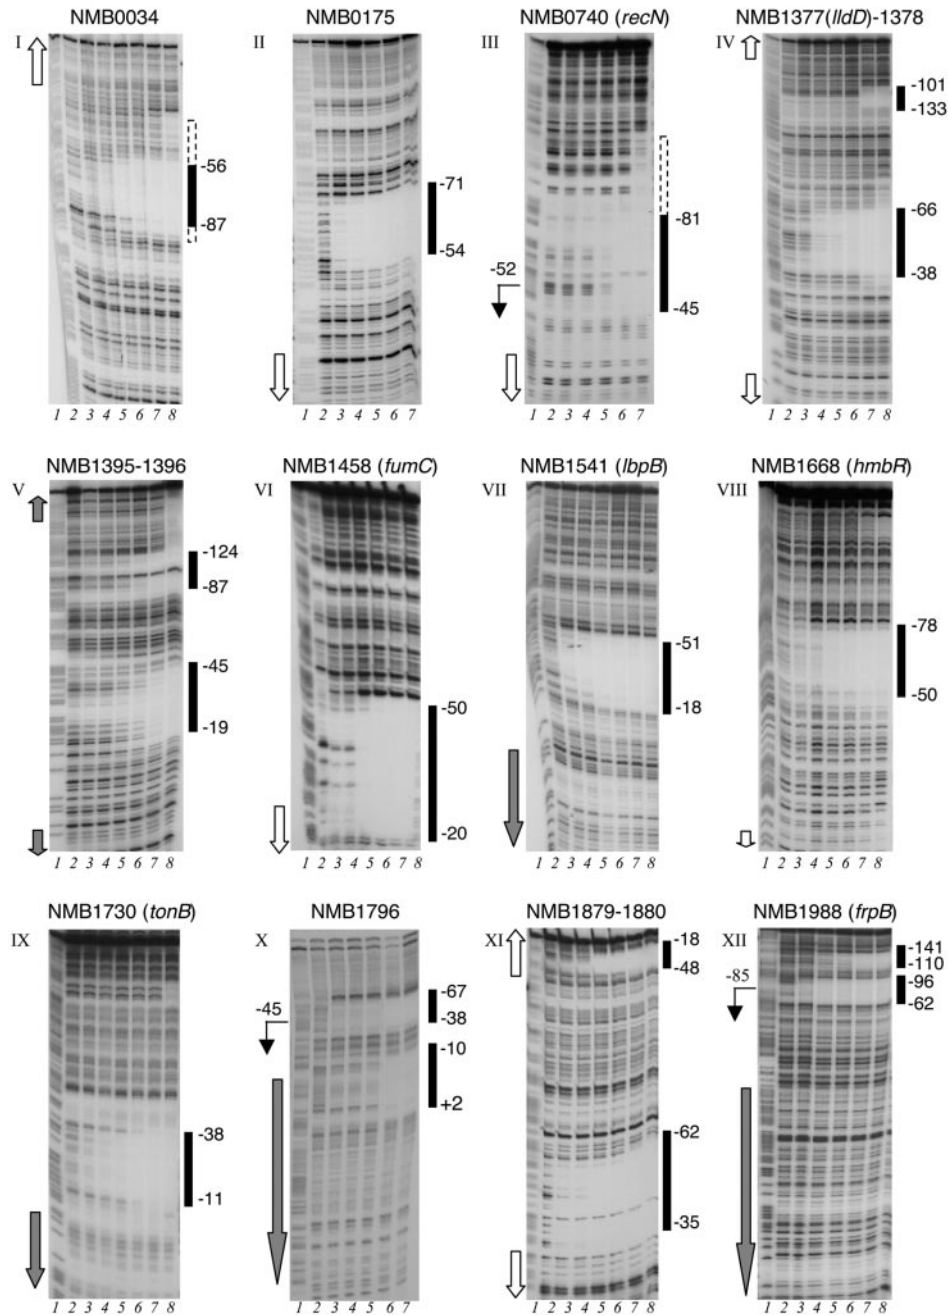 NMB0034
I
-56
-87
1 2 3 4 5 6 7 8
NMB0175
II
-71
-54
1 2 3 4 5 6 7
NMB0740 (recN)
III
-81
-52
-45
1 2 3 4 5 6 7
NMB1377(lldD)-1378
IV
-101
-133
-66
-38
1 2 3 4 5 6 7 8
NMB1395-1396
V
-124
-87
-45
-19
1 2 3 4 5 6 7 8
NMB1458 (fumC)
VI
-50
-20
1 2 3 4 5 6 7 8
NMB1541 (lbpB)
VII
-51
-18
1 2 3 4 5 6 7 8
NMB1668 (hmbR)
VIII
-78
-50
1 2 3 4 5 6 7 8
NMB1730 (tonB)
IX
-38
-11
1 2 3 4 5 6 7 8
NMB1796
X
-67
-45
-38
-10
+2
1 2 3 4 5 6 7
NMB1879-1880
XI
-18
-48
-62
-35
1 2 3 4 5 6 7 8
NMB1988 (frpB)
XII
-141
-110
-85
-96
-62
1 2 3 4 5 6 7 8